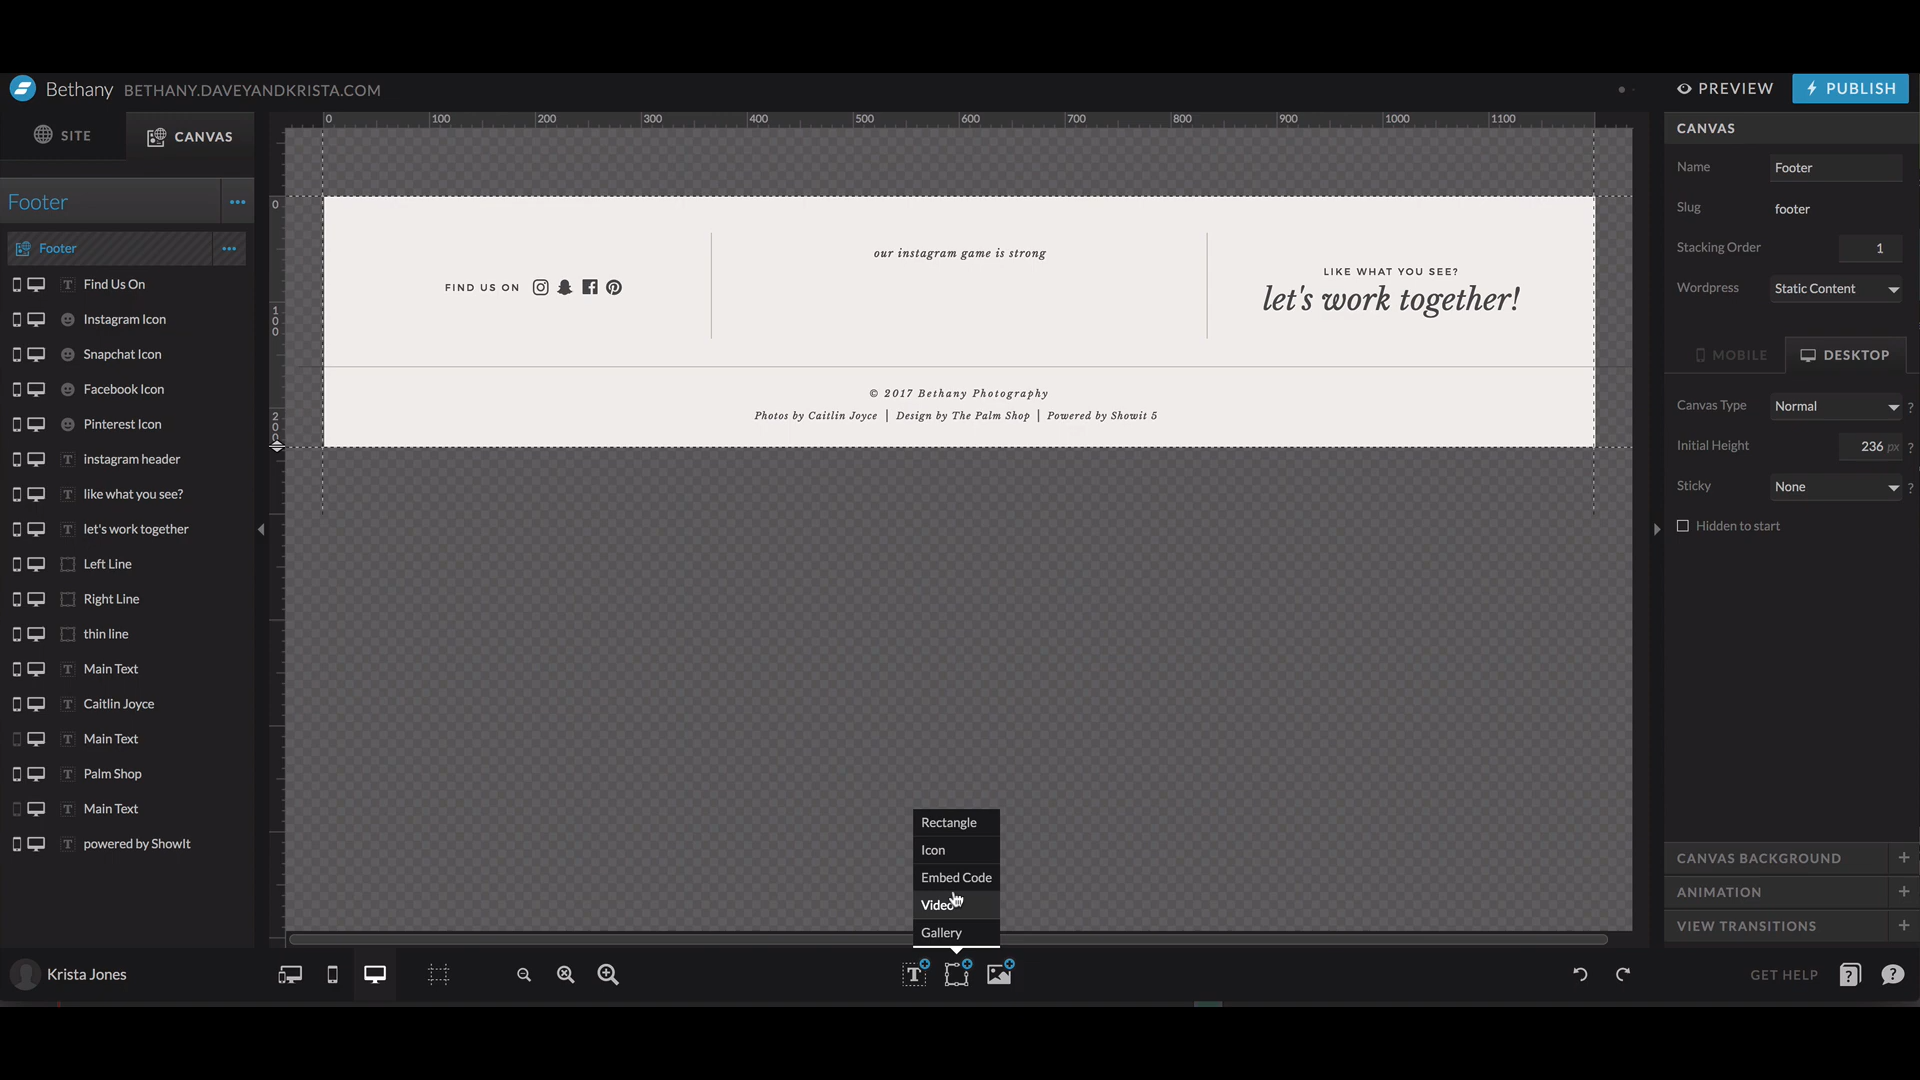 Bethany BETHANY.DAVEYANDKRISTA.COM
PREVIEW
PUBLISH
SITE
CANVAS
0 100 200 300 400 500 600 700 800 900 1000 1100
CANVAS
Name Footer
Slug footer
Stacking Order 1
Wordpress Static Content
MOBILE DESKTOP
Canvas Type Normal ?
Initial Height 236 px ?
Sticky None ?
Hidden to start
CANVAS BACKGROUND +
ANIMATION +
VIEW TRANSITIONS +
Footer
Footer
T Find Us On
Instagram Icon
Snapchat Icon
Facebook Icon
Pinterest Icon
T instagram header
T like what you see?
T let's work together
Left Line
Right Line
thin line
T Main Text
T Caitlin Joyce
T Main Text
T Palm Shop
T Main Text
T powered by ShowIt
0
100
200
FIND US ON
our instagram game is strong
LIKE WHAT YOU SEE?
let's work together!
© 2017 Bethany Photography
Photos by Caitlin Joyce | Design by The Palm Shop | Powered by Showit 5
Rectangle
Icon
Embed Code
Video
Gallery
Krista Jones
T
GET HELP ? ?